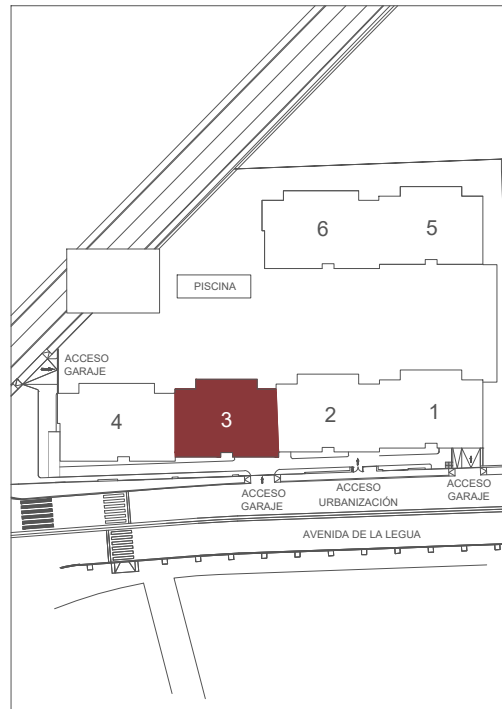 6
5
PISCINA
ACCESO
GARAJE
4
3
2
1
ACCESO
GARAJE
ACCESO
URBANIZACIÓN
ACCESO
GARAJE
AVENIDA DE LA LEGUA